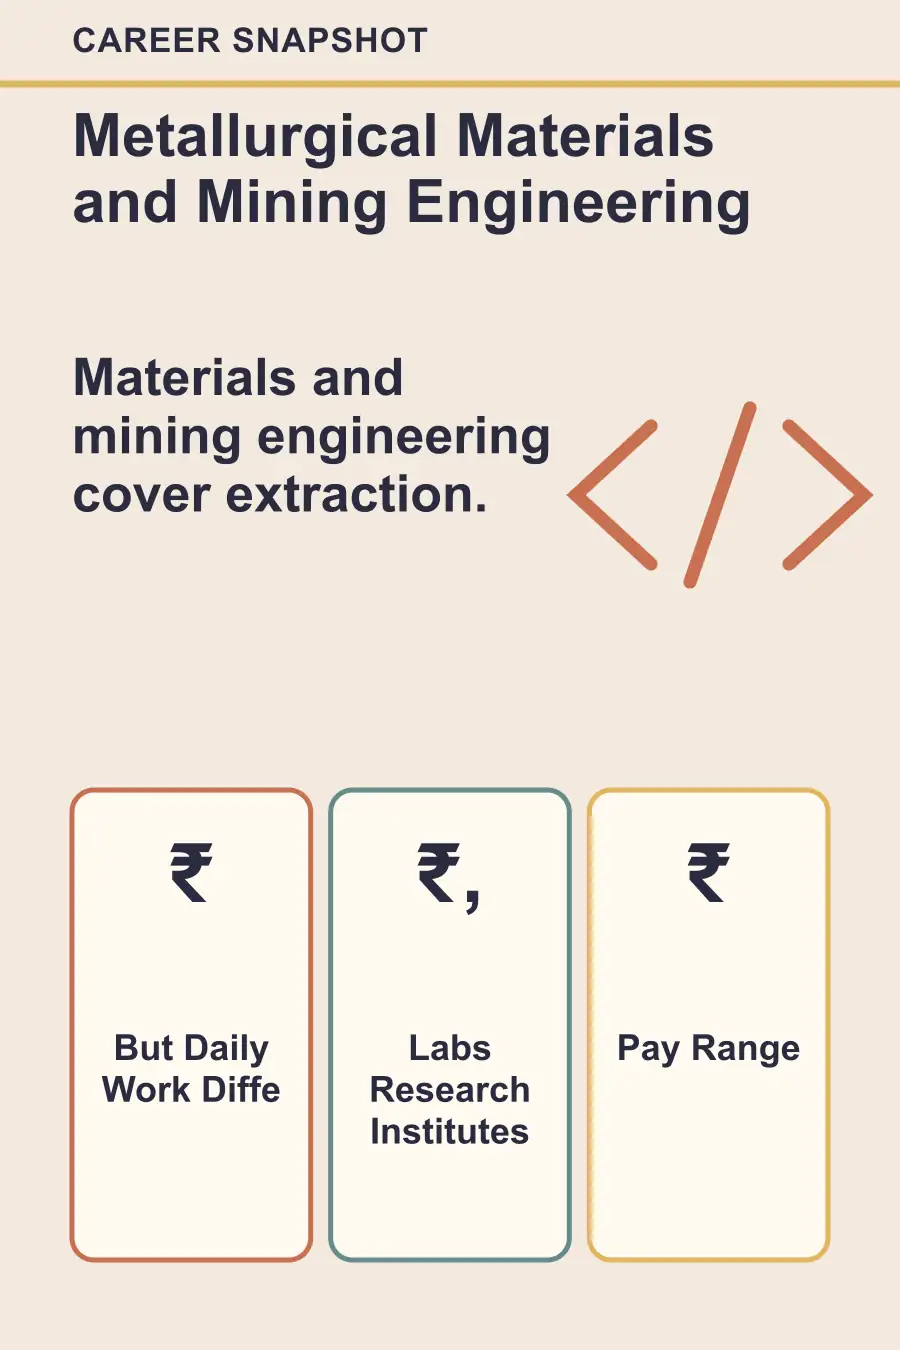 CAREER SNAPSHOT
Metallurgical Materials
and Mining Engineering
Materials and
mining engineering
cover extraction.
</>
₹
₹,
₹
But Daily
Work Diffe
Labs
Research
Institutes
Pay Range